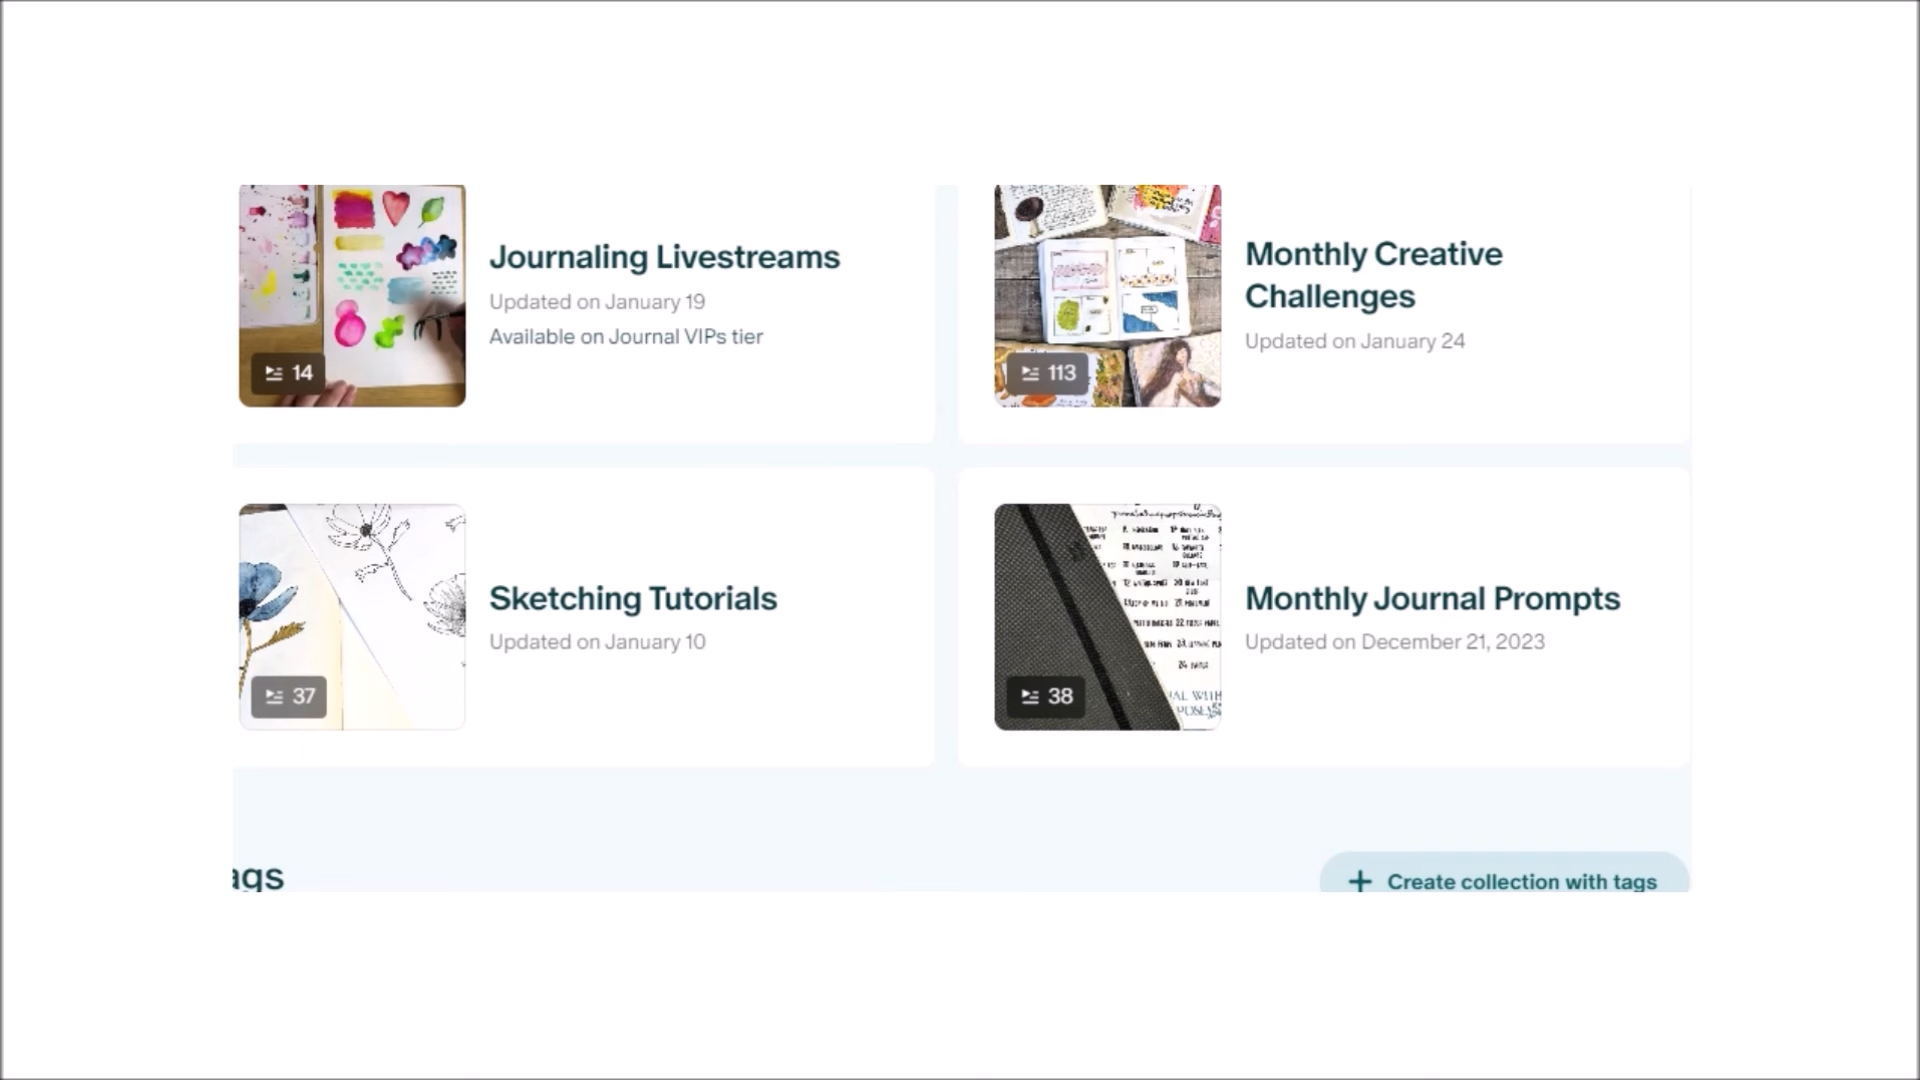 Journaling Livestreams
Updated on January 19
Available on Journal VIPs tier
14
Monthly Creative
Challenges
Updated on January 24
113
Sketching Tutorials
Updated on January 10
37
Monthly Journal Prompts
Updated on December 21, 2023
38
ags
Create collection with tags